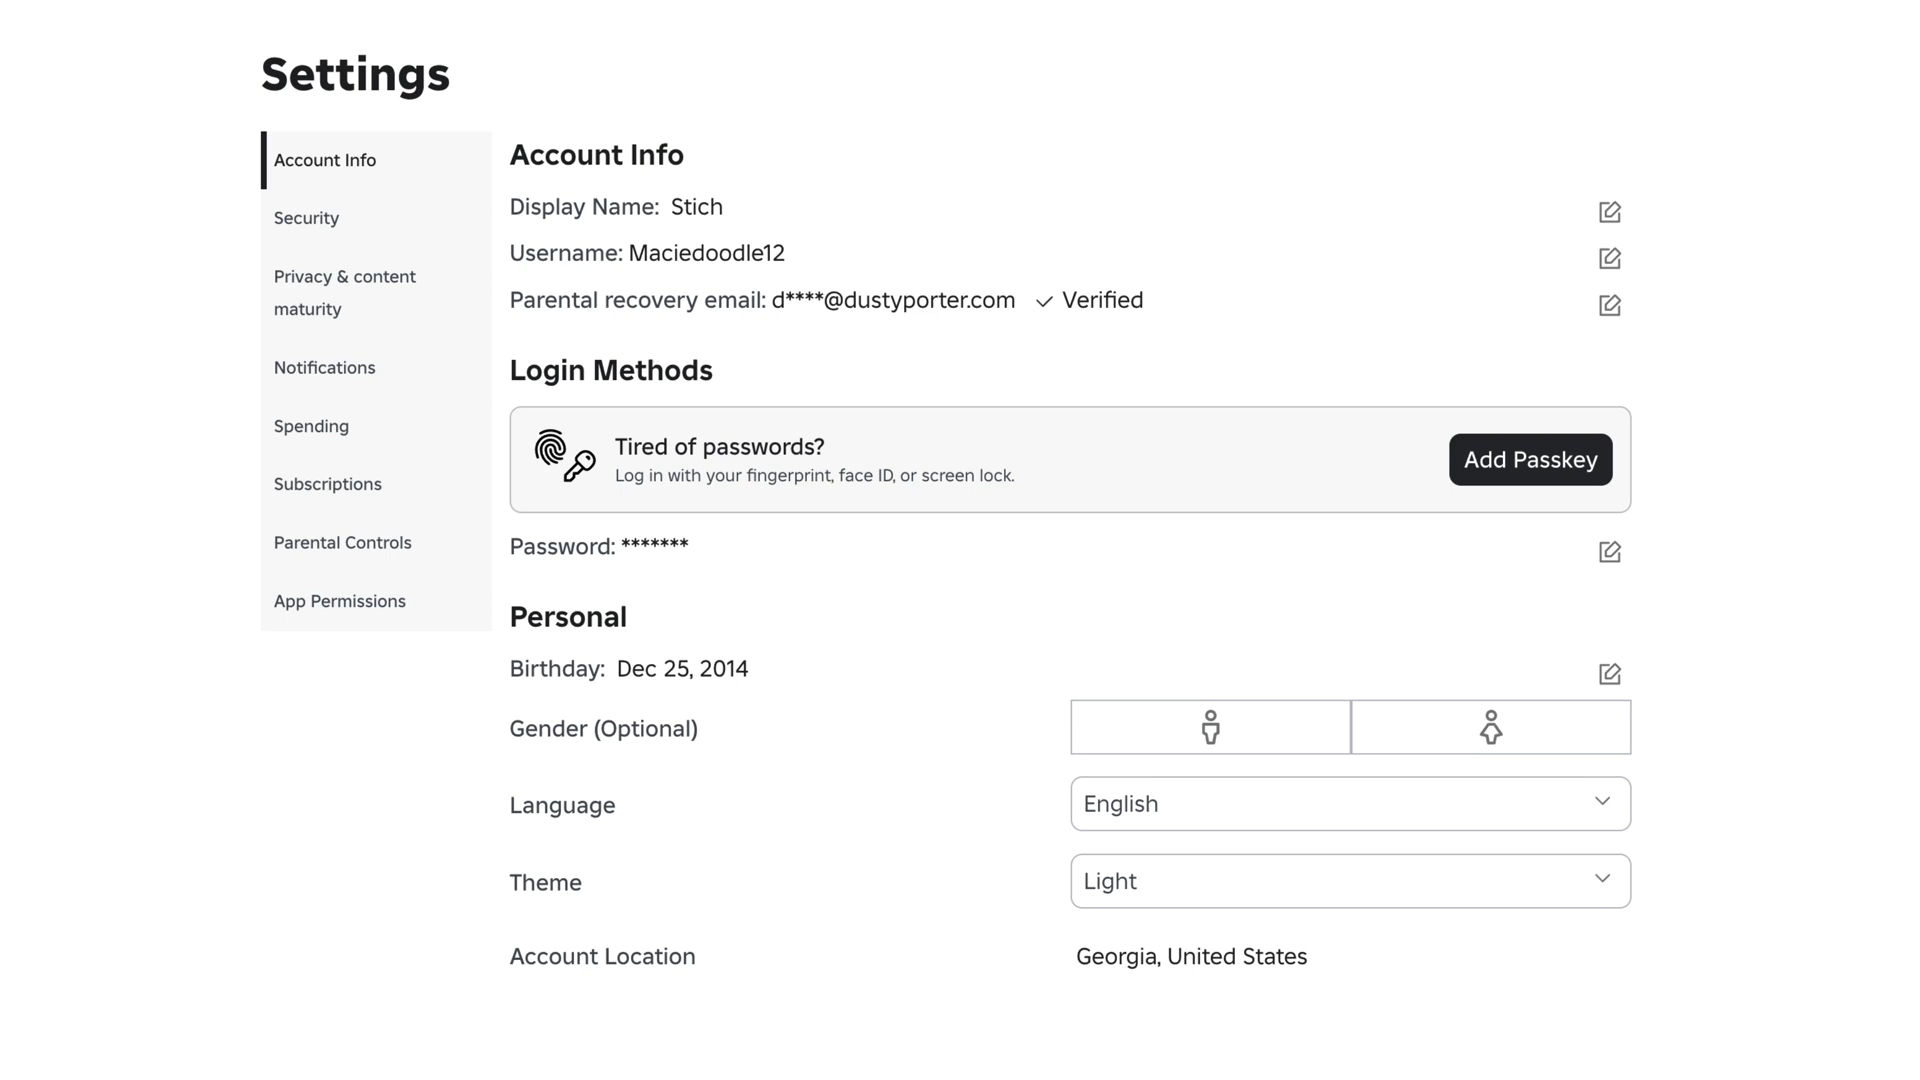 Settings
Account Info
Security
Privacy & content
maturity
Notifications
Spending
Subscriptions
Parental Controls
App Permissions
Account Info
Display Name: Stich
Username: Maciedoodle12
Parental recovery email: d****@dustyporter.com Verified
Login Methods
Tired of passwords?
Log in with your fingerprint, face ID, or screen lock.
Add Passkey
Password: *******
Personal
Birthday: Dec 25, 2014
Gender (Optional)
Language
English
Theme
Light
Account Location
Georgia, United States